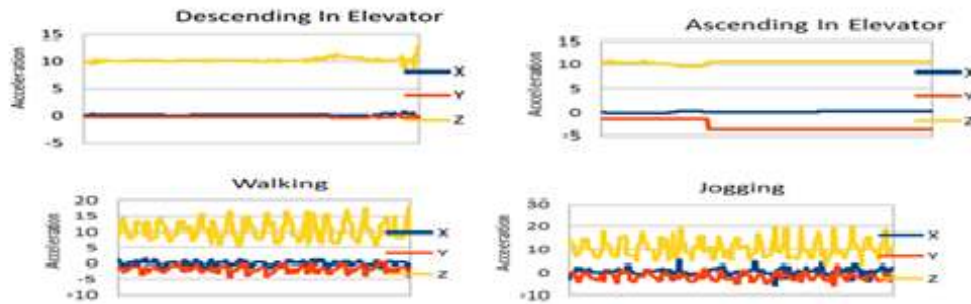 Descending In Elevator
15
10
5
0
-5
Acceleration
X
Y
Z
Ascending In Elevator
15
10
5
0
-5
Acceleration
X
Y
Z
Walking
20
15
10
5
0
-5
-10
Acceleration
X
Y
Z
Jogging
30
20
10
0
-10
Acceleration
X
Y
Z